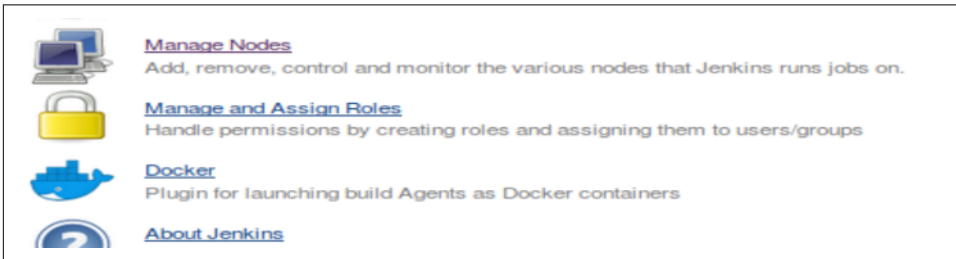 Manage Nodes
Add, remove, control and monitor the various nodes that Jenkins runs jobs on.
Manage and Assign Roles
Handle permissions by creating roles and assigning them to users/groups
Docker
Plugin for launching build Agents as Docker containers
About Jenkins